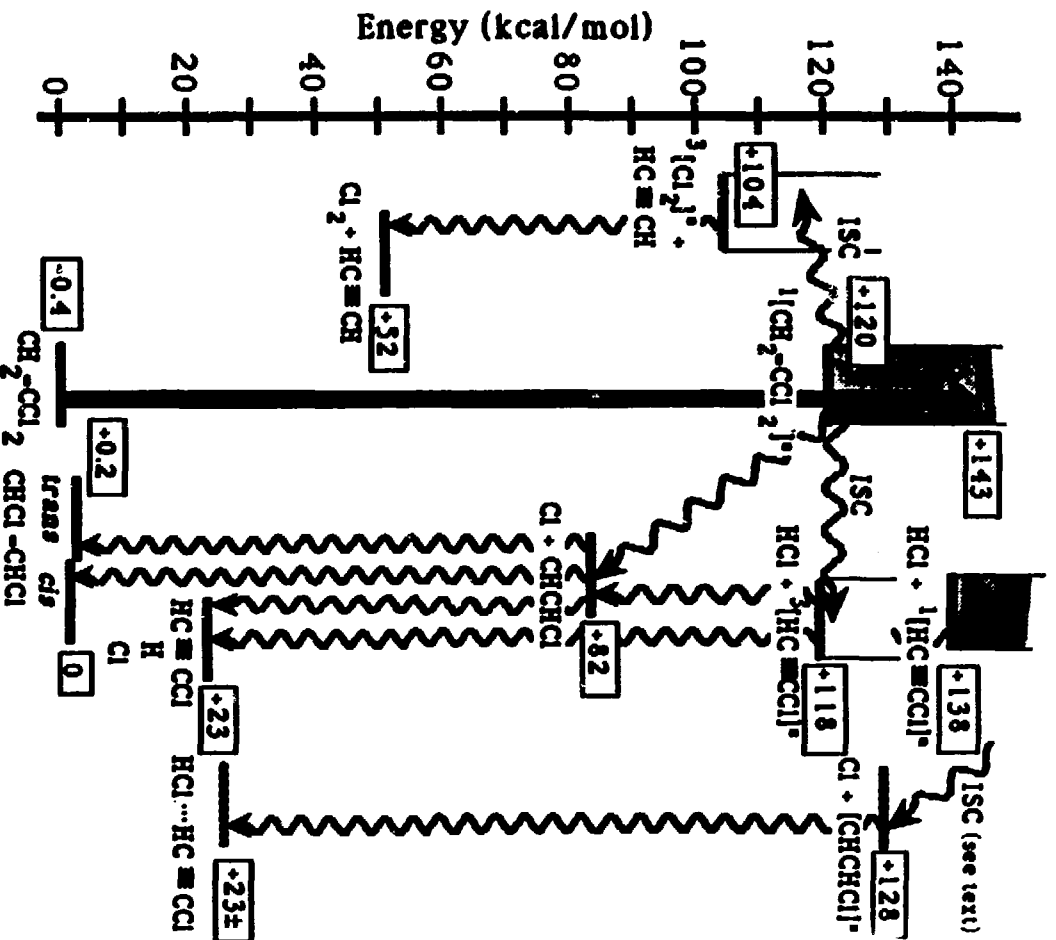 Energy (kcal/mol)
140
120
100
80
60
40
20
0
+104
³[Cl₂]* +
HC≡CH
Cl₂ + HC≡CH
+52
ISC
+120
¹[CH₂=CCl₂]*
+143
~0.4
CH₂=CCl₂
+0.2
trans
cis
CHCl=CHCl
0
ISC
Cl + CHCHCl
+82
HC≡CCl
H
Cl
+23
HCl + ³[HC≡CCl]*
+118
HCl + ¹[HC≡CCl]*
+138
ISC (see text)
Cl + [CHCHCl]*
+128
HCl···HC≡CCl
+23±